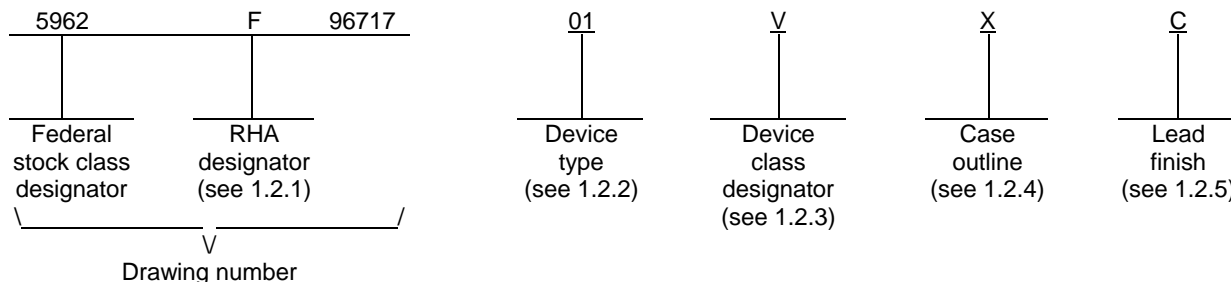 5962 F 96717 01 V X C
Federal RHA Device Device Case Lead
stock class designator type class outline finish
designator (see 1.2.1) (see 1.2.2) designator (see 1.2.4) (see 1.2.5)
(see 1.2.3)
\ /
\/
Drawing number